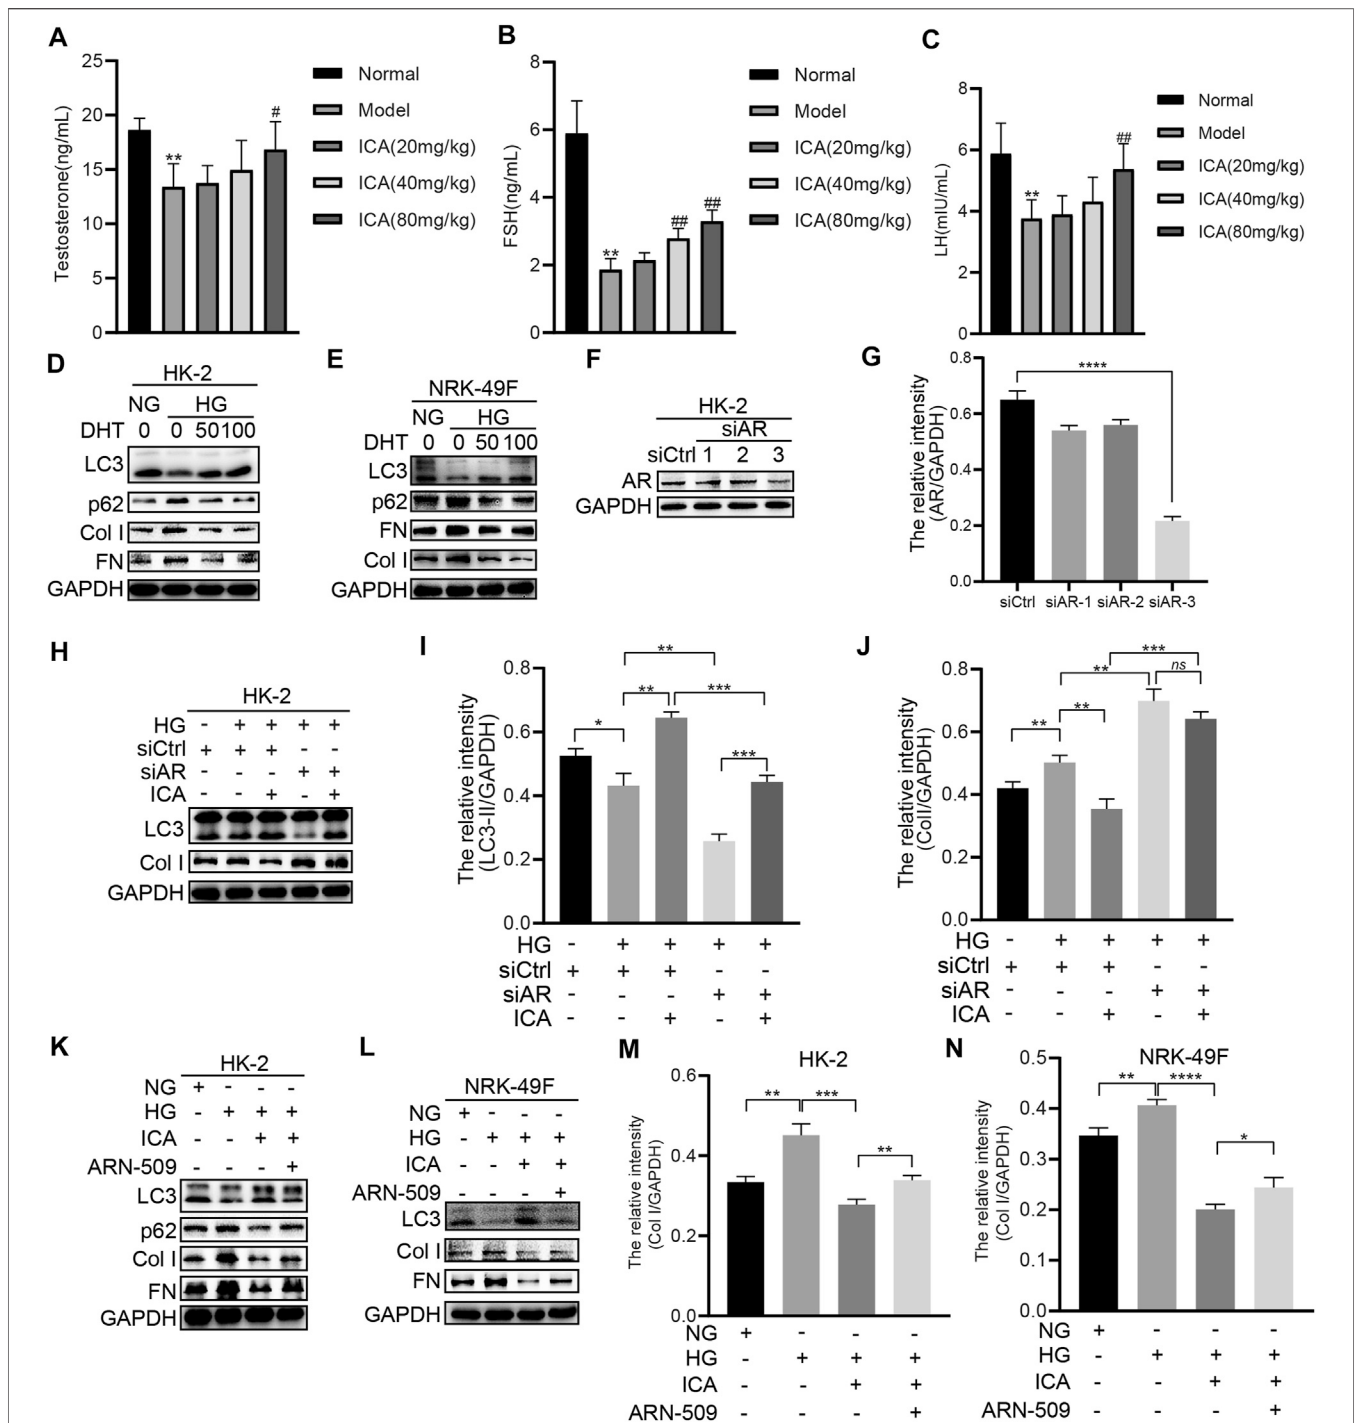 A
25
20
15
10
5
0
Testosterone(ng/mL)
**
#
Normal
Model
ICA(20mg/kg)
ICA(40mg/kg)
ICA(80mg/kg)
B
8
6
4
2
0
FSH(ng/mL)
**
##
##
Normal
Model
ICA(20mg/kg)
ICA(40mg/kg)
ICA(80mg/kg)
C
8
6
4
2
0
LH(mIU/mL)
**
##
Normal
Model
ICA(20mg/kg)
ICA(40mg/kg)
ICA(80mg/kg)
D
HK-2
NG HG
DHT 0 0 50 100
LC3
p62
Col I
FN
GAPDH
E
NRK-49F
NG HG
DHT 0 0 50 100
LC3
p62
FN
Col I
GAPDH
F
HK-2
siAR
siCtrl 1 2 3
AR
GAPDH
G
The relative intensity
(AR/GAPDH)
0.8
0.6
0.4
0.2
0.0
****
siCtrl siAR-1 siAR-2 siAR-3
H
HK-2
HG - + + + +
siCtrl + + + - -
siAR - - - + +
ICA - - + - +
LC3
Col I
GAPDH
I
The relative intensity
(LC3-II/GAPDH)
0.8
0.6
0.4
0.2
0.0
*
**
**
***
***
HG - + + + +
siCtrl + + + - -
siAR - - - + +
ICA - - + - +
J
The relative intensity
(ColI/GAPDH)
0.8
0.6
0.4
0.2
0.0
**
**
**
***
ns
HG - + + + +
siCtrl + + + - -
siAR - - - + +
ICA - - + - +
K
HK-2
NG + - - -
HG - + + +
ICA - - + +
ARN-509 - - - +
LC3
p62
Col I
FN
GAPDH
L
NRK-49F
NG + - - -
HG - + + +
ICA - - + +
ARN-509 - - - +
LC3
Col I
FN
GAPDH
M
HK-2
The relative intensity
(Col I/GAPDH)
0.6
0.4
0.2
0.0
**
***
**
NG + - - -
HG - + + +
ICA - - + +
ARN-509 - - - +
N
NRK-49F
The relative intensity
(Col I/GAPDH)
0.5
0.4
0.3
0.2
0.1
0.0
**
****
*
NG + - - -
HG - + + +
ICA - - + +
ARN-509 - - - +